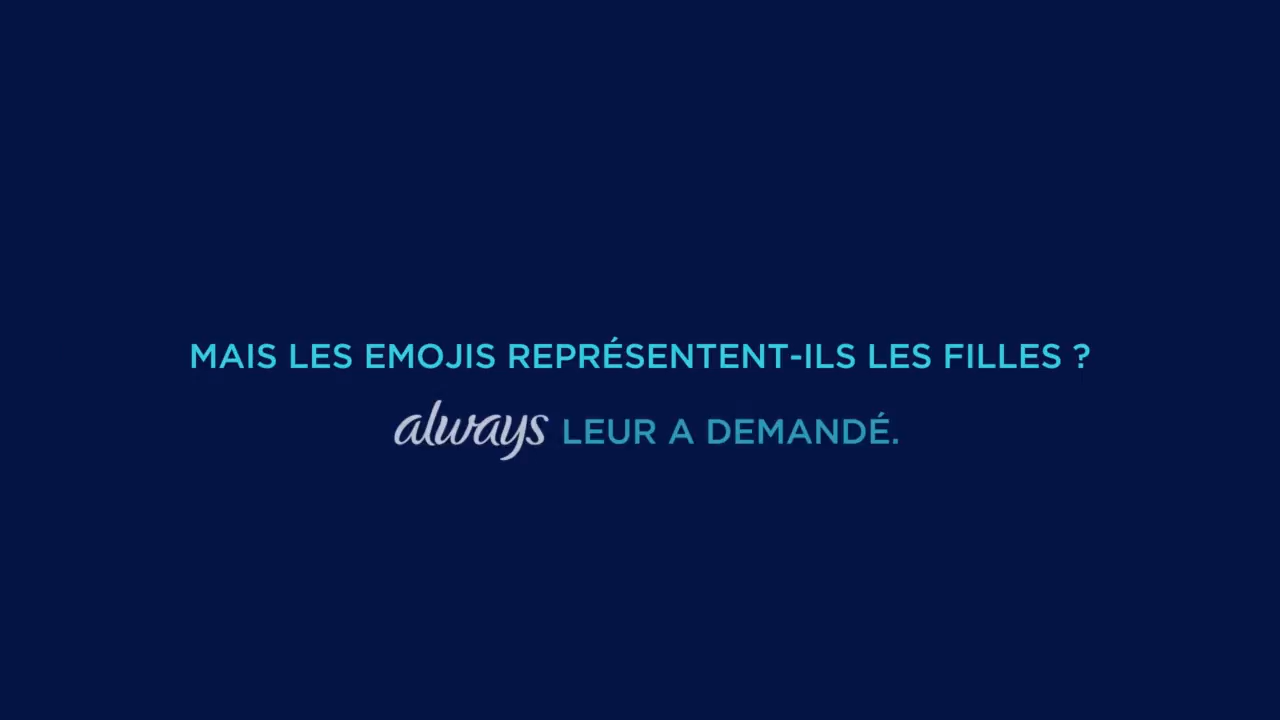 MAIS LES EMOJIS REPRÉSENTENT-ILS LES FILLES ?
always LEUR A DEMANDÉ.